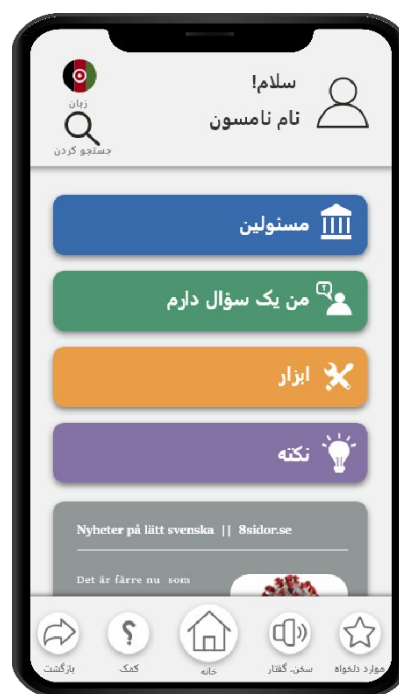 سلام!
نام نامسون
زبان
جستجو کردن
مسئولین
من یک سؤال دارم
ابزار
نکته
Nyheter på lätt svenska || 8sidor.se
Det är färre nu som
موارد دلخواه
سخن، گفتار
خانه
کمک
بازگشت